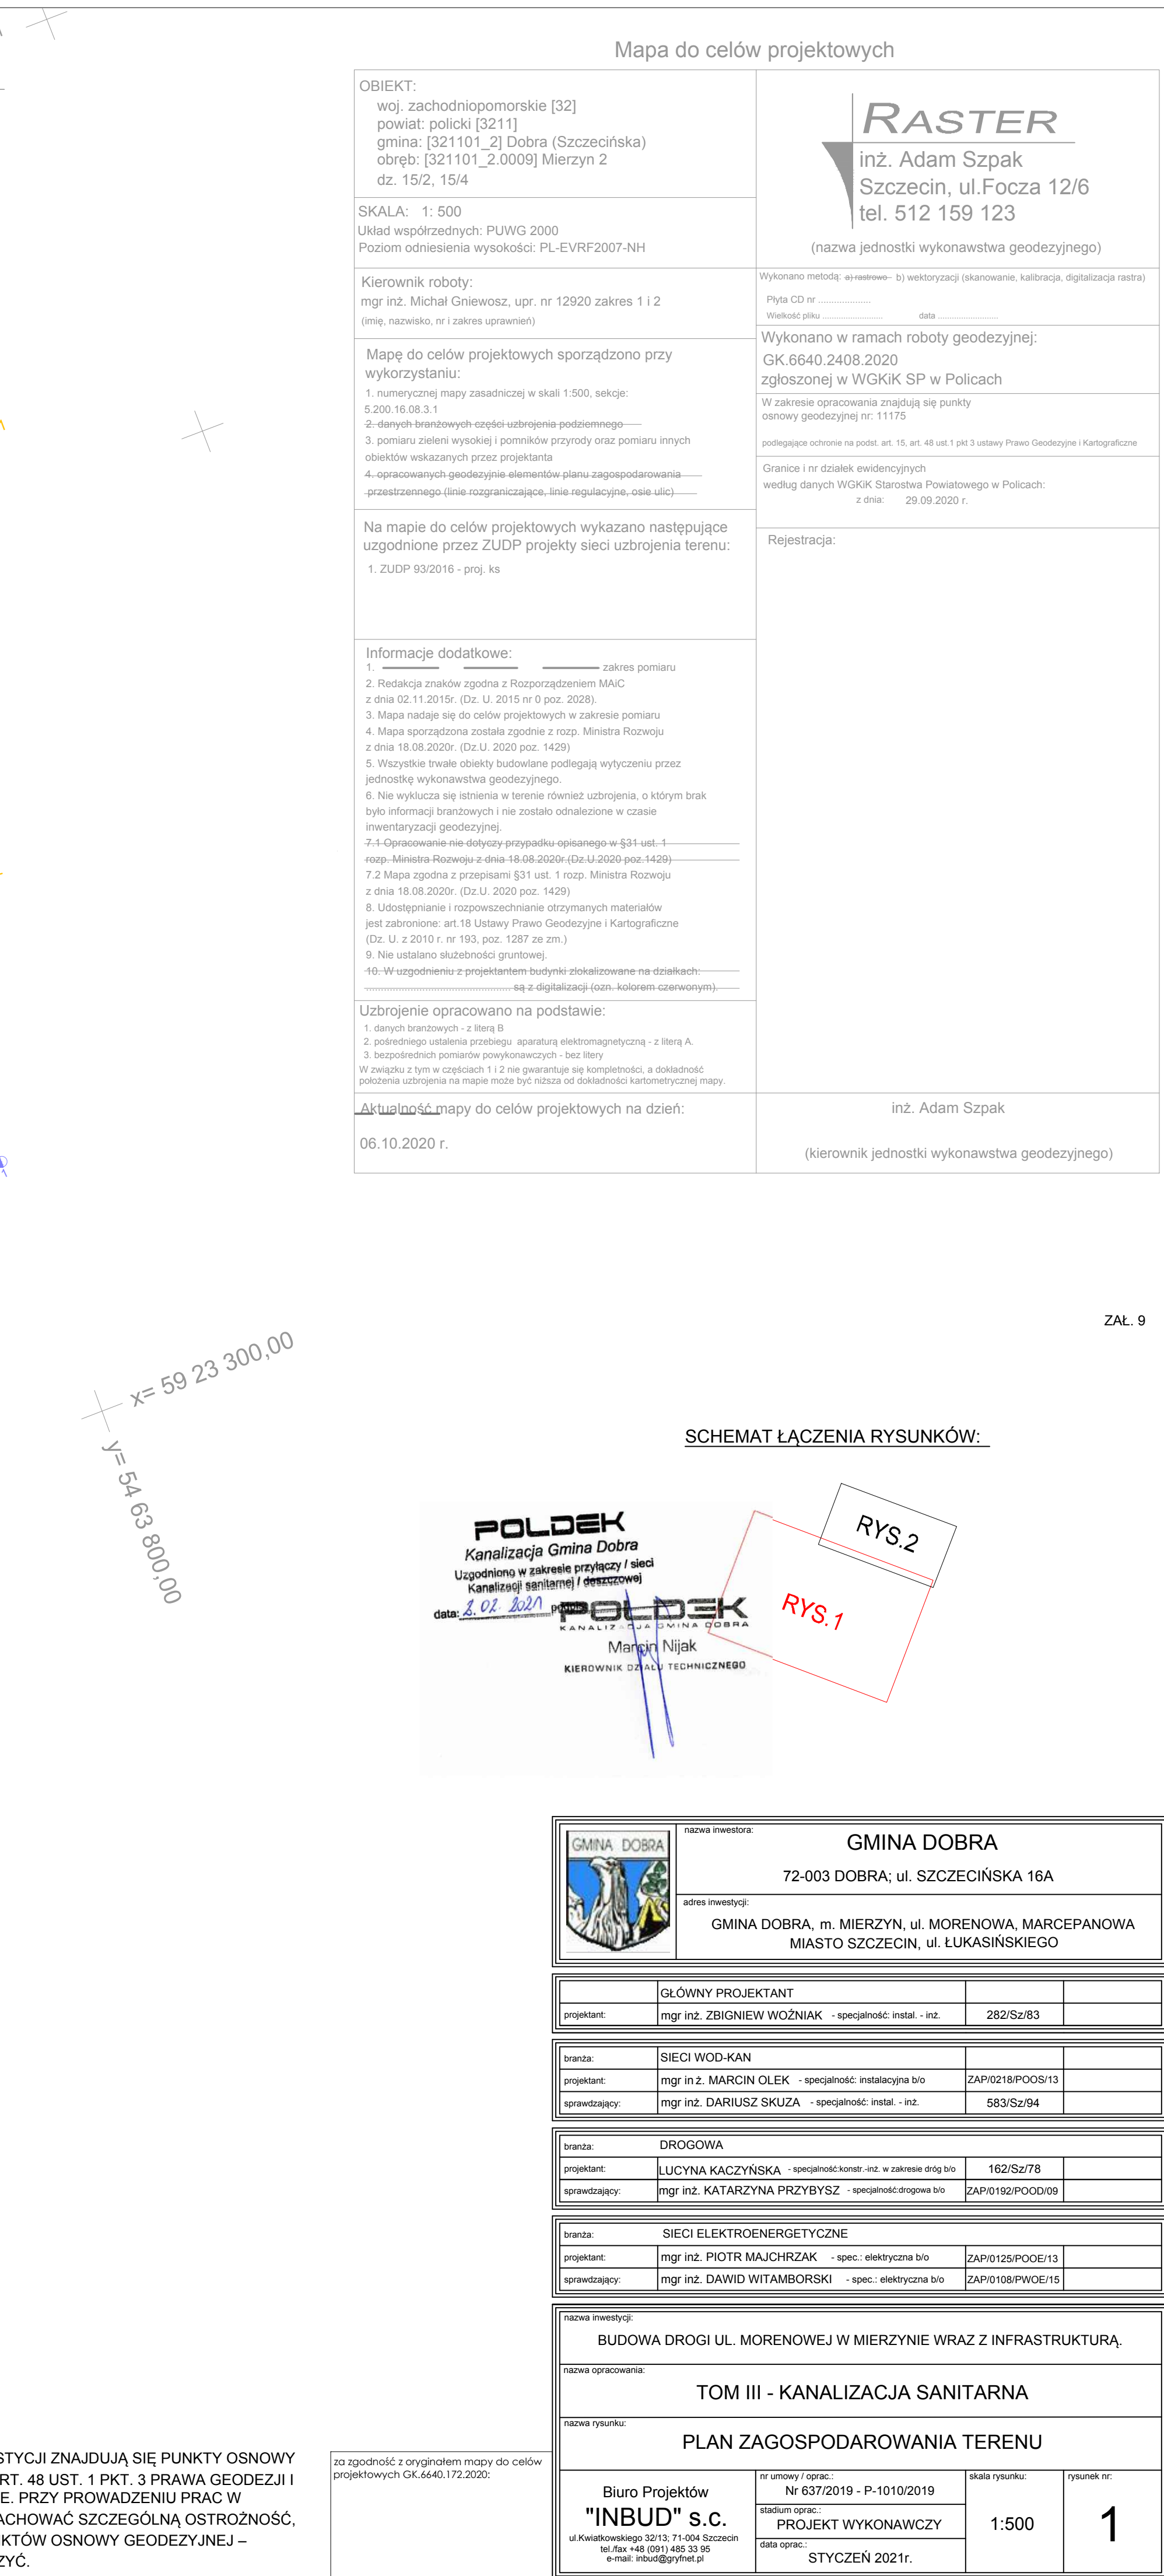 Mapa do celów projektowych
OBIEKT:
woj. zachodniopomorskie [32]
powiat: policki [3211]
gmina: [321101_2] Dobra (Szczecińska)
obręb: [321101_2.0009] Mierzyn 2
dz. 15/2, 15/4
SKALA: 1: 500
Układ współrzędnych: PUWG 2000
Poziom odniesienia wysokości: PL-EVRF2007-NH
Kierownik roboty:
mgr inż. Michał Gniewosz, upr. nr 12920 zakres 1 i 2
(imię, nazwisko, nr i zakres uprawnień)
Mapę do celów projektowych sporządzono przy
wykorzystaniu:
1. numerycznej mapy zasadniczej w skali 1:500, sekcje:
5.200.16.08.3.1
2. danych branżowych części uzbrojenia podziemnego
3. pomiaru zieleni wysokiej i pomników przyrody oraz pomiaru innych
obiektów wskazanych przez projektanta
4. opracowanych geodezyjnie elementów planu zagospodarowania
przestrzennego (linie rozgraniczające, linie regulacyjne, osie ulic)
Na mapie do celów projektowych wykazano następujące
uzgodnione przez ZUDP projekty sieci uzbrojenia terenu:
1. ZUDP 93/2016 - proj. ks
Informacje dodatkowe:
1. zakres pomiaru
2. Redakcja znaków zgodna z Rozporządzeniem MAiC
z dnia 02.11.2015r. (Dz. U. 2015 nr 0 poz. 2028).
3. Mapa nadaje się do celów projektowych w zakresie pomiaru
4. Mapa sporządzona została zgodnie z rozp. Ministra Rozwoju
z dnia 18.08.2020r. (Dz.U. 2020 poz. 1429)
5. Wszystkie trwałe obiekty budowlane podlegają wytyczeniu przez
jednostkę wykonawstwa geodezyjnego.
6. Nie wyklucza się istnienia w terenie również uzbrojenia, o którym brak
było informacji branżowych i nie zostało odnalezione w czasie
inwentaryzacji geodezyjnej.
7.1 Opracowanie nie dotyczy przypadku opisanego w §31 ust. 1
rozp. Ministra Rozwoju z dnia 18.08.2020r.(Dz.U.2020 poz.1429)
7.2 Mapa zgodna z przepisami §31 ust. 1 rozp. Ministra Rozwoju
z dnia 18.08.2020r. (Dz.U. 2020 poz. 1429)
8. Udostępnianie i rozpowszechnianie otrzymanych materiałów
jest zabronione: art.18 Ustawy Prawo Geodezyjne i Kartograficzne
(Dz. U. z 2010 r. nr 193, poz. 1287 ze zm.)
9. Nie ustalano służebności gruntowej.
10. W uzgodnieniu z projektantem budynki zlokalizowane na działkach:
................................................ są z digitalizacji (ozn. kolorem czerwonym).
Uzbrojenie opracowano na podstawie:
1. danych branżowych - z literą B
2. pośredniego ustalenia przebiegu aparaturą elektromagnetyczną - z literą A.
3. bezpośrednich pomiarów powykonawczych - bez litery
W związku z tym w częściach 1 i 2 nie gwarantuje się kompletności, a dokładność
położenia uzbrojenia na mapie może być niższa od dokładności kartometrycznej mapy.
Aktualność mapy do celów projektowych na dzień:
06.10.2020 r.
RASTER
inż. Adam Szpak
Szczecin, ul.Focza 12/6
tel. 512 159 123
(nazwa jednostki wykonawstwa geodezyjnego)
Wykonano metodą: a) rastrowo b) wektoryzacji (skanowanie, kalibracja, digitalizacja rastra)
Płyta CD nr ....................
Wielkość pliku .......................... data ..........................
Wykonano w ramach roboty geodezyjnej:
GK.6640.2408.2020
zgłoszonej w WGKiK SP w Policach
W zakresie opracowania znajdują się punkty
osnowy geodezyjnej nr: 11175
podlegające ochronie na podst. art. 15, art. 48 ust.1 pkt 3 ustawy Prawo Geodezyjne i Kartograficzne
Granice i nr działek ewidencyjnych
według danych WGKiK Starostwa Powiatowego w Policach:
z dnia: 29.09.2020 r.
Rejestracja:
inż. Adam Szpak
(kierownik jednostki wykonawstwa geodezyjnego)
ZAŁ. 9
x= 59 23 300,00
y= 54 63 800,00
SCHEMAT ŁĄCZENIA RYSUNKÓW:
RYS.2
RYS.1
POLDEK
Kanalizacja Gmina Dobra
Uzgodniono w zakresie przyłączy / sieci
Kanalizacji sanitarnej / deszczowej
data: 2.02.2021
POLDEK
KANALIZACJA GMINA DOBRA
Marcin Nijak
KIEROWNIK DZIAŁU TECHNICZNEGO
GMINA DOBRA
nazwa inwestora:
GMINA DOBRA
72-003 DOBRA; ul. SZCZECIŃSKA 16A
adres inwestycji:
GMINA DOBRA, m. MIERZYN, ul. MORENOWA, MARCEPANOWA
MIASTO SZCZECIN, ul. ŁUKASIŃSKIEGO
GŁÓWNY PROJEKTANT
projektant: mgr inż. ZBIGNIEW WOŹNIAK - specjalność: instal. - inż. 282/Sz/83
branża: SIECI WOD-KAN
projektant: mgr inż. MARCIN OLEK - specjalność: instalacyjna b/o ZAP/0218/POOS/13
sprawdzający: mgr inż. DARIUSZ SKUZA - specjalność: instal. - inż. 583/Sz/94
branża: DROGOWA
projektant: LUCYNA KACZYŃSKA - specjalność:konstr.-inż. w zakresie dróg b/o 162/Sz/78
sprawdzający: mgr inż. KATARZYNA PRZYBYSZ - specjalność:drogowa b/o ZAP/0192/POOD/09
branża: SIECI ELEKTROENERGETYCZNE
projektant: mgr inż. PIOTR MAJCHRZAK - spec.: elektryczna b/o ZAP/0125/POOE/13
sprawdzający: mgr inż. DAWID WITAMBORSKI - spec.: elektryczna b/o ZAP/0108/PWOE/15
nazwa inwestycji:
BUDOWA DROGI UL. MORENOWEJ W MIERZYNIE WRAZ Z INFRASTRUKTURĄ.
nazwa opracowania:
TOM III - KANALIZACJA SANITARNA
nazwa rysunku:
PLAN ZAGOSPODAROWANIA TERENU
Biuro Projektów
"INBUD" s.c.
ul.Kwiatkowskiego 32/13; 71-004 Szczecin
tel./fax +48 (091) 485 33 95
e-mail: inbud@gryfnet.pl
nr umowy / oprac.:
Nr 637/2019 - P-1010/2019
stadium oprac.:
PROJEKT WYKONAWCZY
data oprac.:
STYCZEŃ 2021r.
skala rysunku:
1:500
rysunek nr:
1
za zgodność z oryginałem mapy do celów
projektowych GK.6640.172.2020:
STYCJI ZNAJDUJĄ SIĘ PUNKTY OSNOWY
RT. 48 UST. 1 PKT. 3 PRAWA GEODEZJI I
E. PRZY PROWADZENIU PRAC W
ACHOWAĆ SZCZEGÓLNĄ OSTROŻNOŚĆ,
KTÓW OSNOWY GEODEZYJNEJ –
ZYĆ.